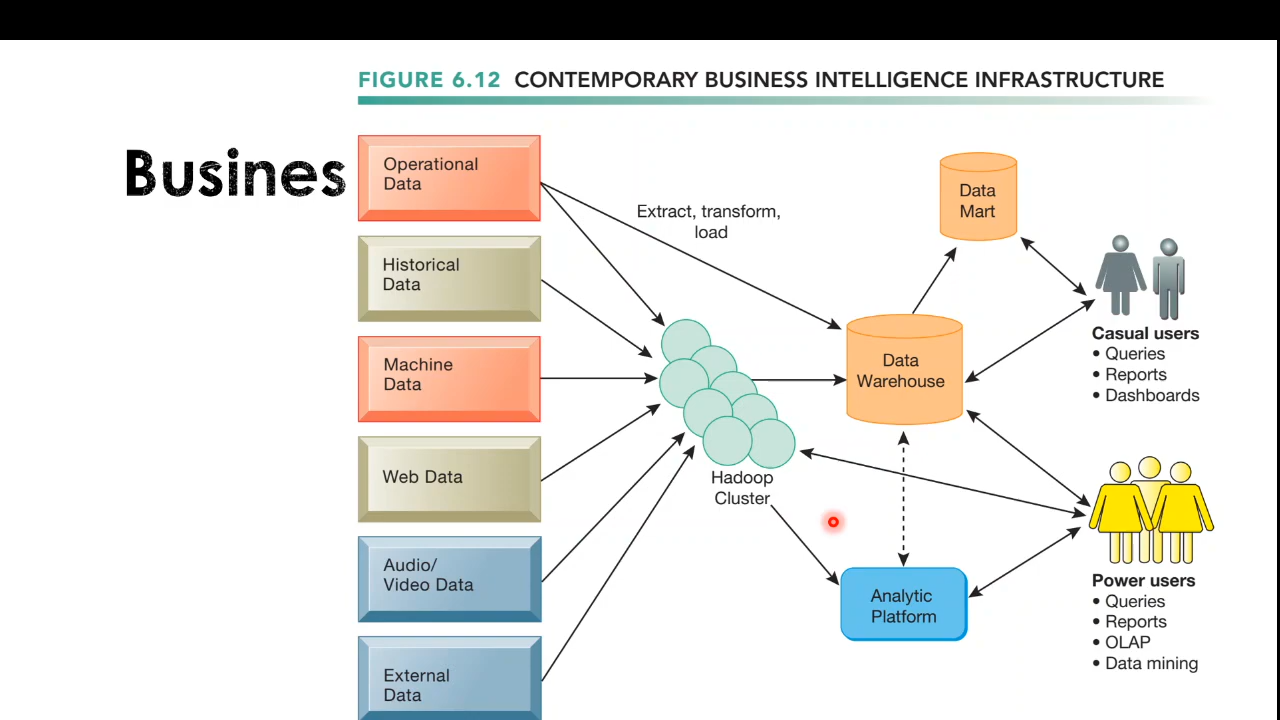 FIGURE 6.12 CONTEMPORARY BUSINESS INTELLIGENCE INFRASTRUCTURE
Busines
Operational
Data
Historical
Data
Machine
Data
Web Data
Audio/
Video Data
External
Data
Extract, transform,
load
Hadoop
Cluster
Data
Mart
Data
Warehouse
Analytic
Platform
Casual users
• Queries
• Reports
• Dashboards
Power users
• Queries
• Reports
• OLAP
• Data mining